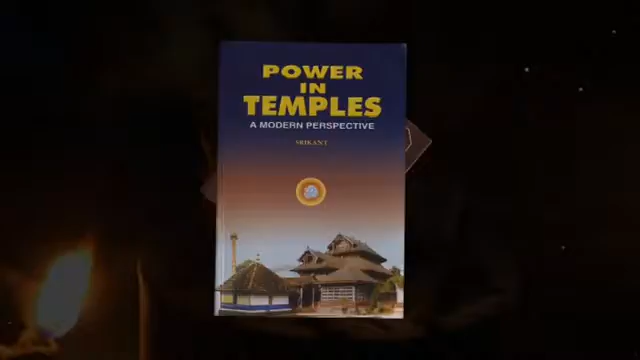 POWER
IN
TEMPLES
A MODERN PERSPECTIVE
SRIKANT